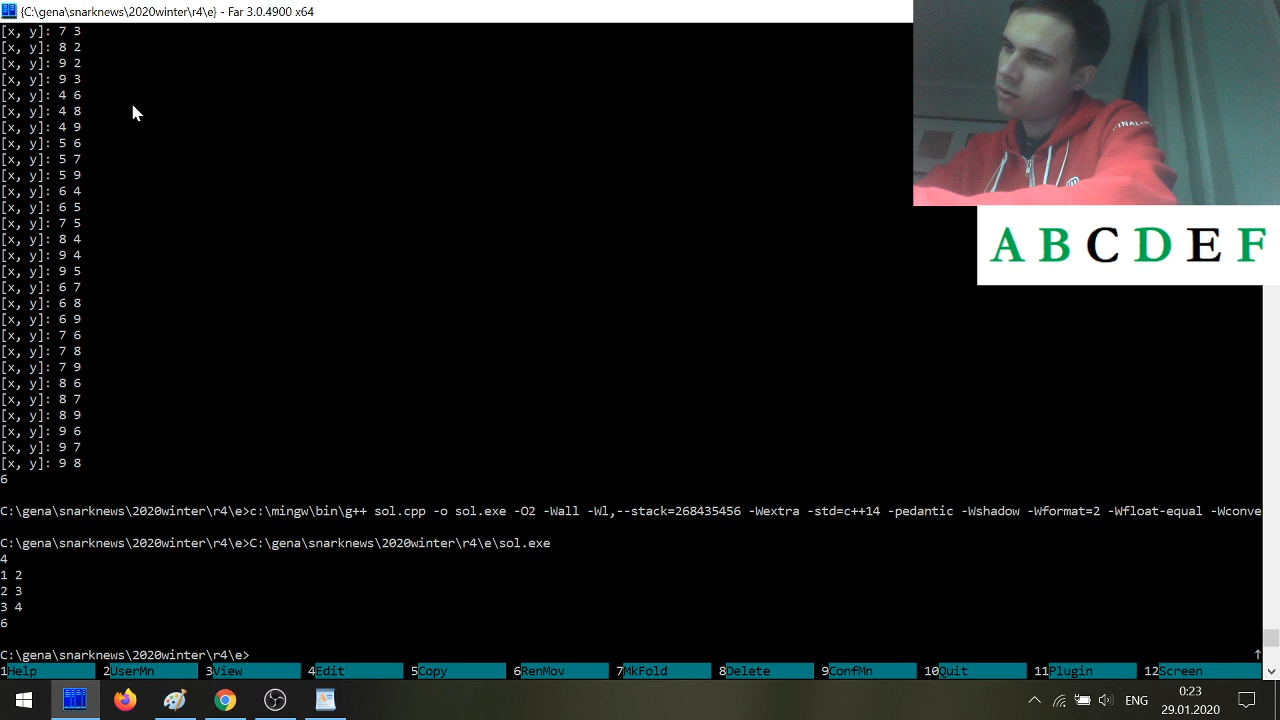 {C:\gena\snarknews\2020winter\r4\e} - Far 3.0.4900 x64
[x, y]: 7 3
[x, y]: 8 2
[x, y]: 9 2
[x, y]: 9 3
[x, y]: 4 6
[x, y]: 4 8
[x, y]: 4 9
[x, y]: 5 6
[x, y]: 5 7
[x, y]: 5 9
[x, y]: 6 4
[x, y]: 6 5
[x, y]: 7 5
[x, y]: 8 4
[x, y]: 9 4
[x, y]: 9 5
[x, y]: 6 7
[x, y]: 6 8
[x, y]: 6 9
[x, y]: 7 6
[x, y]: 7 8
[x, y]: 7 9
[x, y]: 8 6
[x, y]: 8 7
[x, y]: 8 9
[x, y]: 9 6
[x, y]: 9 7
[x, y]: 9 8
6
C:\gena\snarknews\2020winter\r4\e>c:\mingw\bin\g++ sol.cpp -o sol.exe -O2 -Wall -Wl,--stack=268435456 -Wextra -std=c++14 -pedantic -Wshadow -Wformat=2 -Wfloat-equal -Wconve
C:\gena\snarknews\2020winter\r4\e>C:\gena\snarknews\2020winter\r4\e\sol.exe
4
1 2
2 3
3 4
6
C:\gena\snarknews\2020winter\r4\e>
1Help 2UserMn 3View 4Edit 5Copy 6RenMov 7MkFold 8Delete 9ConfMn 10Quit 11Plugin 12Screen
A B C D E F
ENG
0:23
29.01.2020